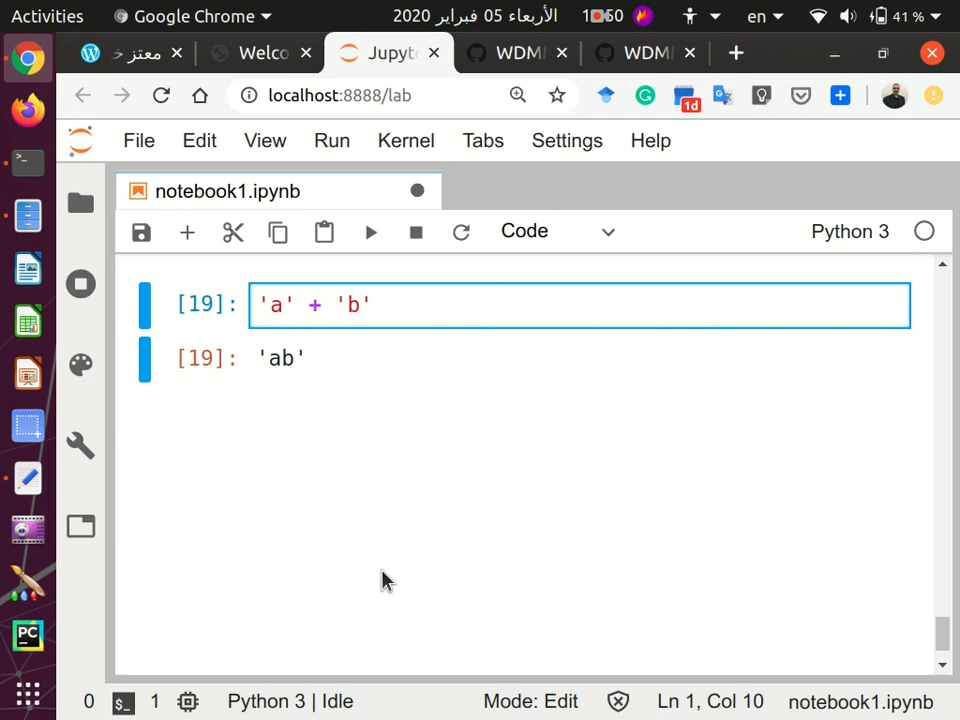 Activities Google Chrome الأربعاء 05 فبراير 2020 en 41 %
معتز Welco Jupyt WDM WDM
localhost:8888/lab
1d
File Edit View Run Kernel Tabs Settings Help
notebook1.ipynb
Code Python 3
[19]: 'a' + 'b'
[19]: 'ab'
PC
0 $_ 1 Python 3 | Idle Mode: Edit Ln 1, Col 10 notebook1.ipynb